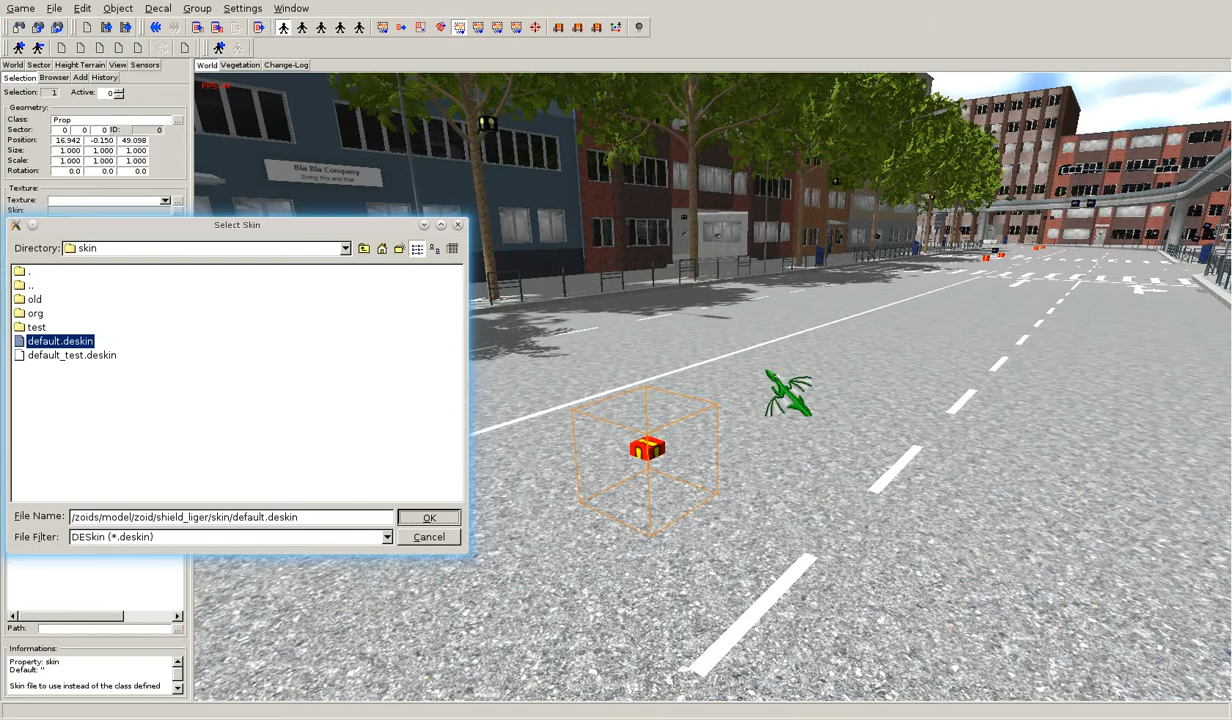 Game File Edit Object Decal Group Settings Window
World Sector Height Terrain View Sensors
World Vegetation Change-Log
Selection Browser Add History
Selection: 1 Active: 0
Geometry:
Class: Prop
Sector: 0 0 0 ID: 0
Position: 16.942 -0.150 49.098
Size: 1.000 1.000 1.000
Scale: 1.000 1.000 1.000
Rotation: 0.0 0.0 0.0
Texture:
Texture:
Skin:
Bla Bla Company
Doing this and that
Select Skin
Directory: skin
.
..
old
org
test
default.deskin
default_test.deskin
File Name: /zoids/model/zoid/shield_liger/skin/default.deskin OK
File Filter: DESkin (*.deskin) Cancel
Path:
Informations:
Property: skin
Default: ''
Skin file to use instead of the class defined